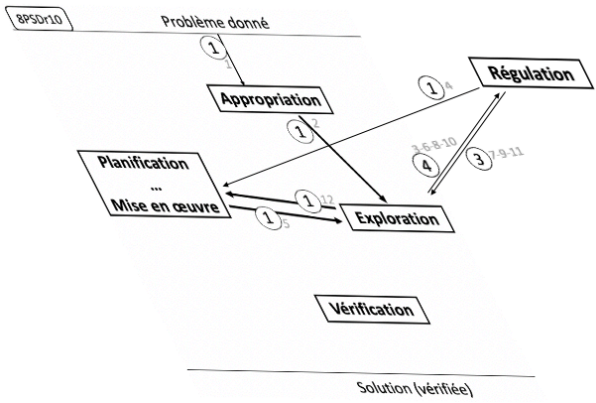 8PSDr10
Problème donné
1
1
Appropriation
Régulation
1
4
1
2
3-6-8-10
4
3
7-9-11
Planification
...
Mise en œuvre
1
12
1
5
Exploration
Vérification
Solution (vérifiée)